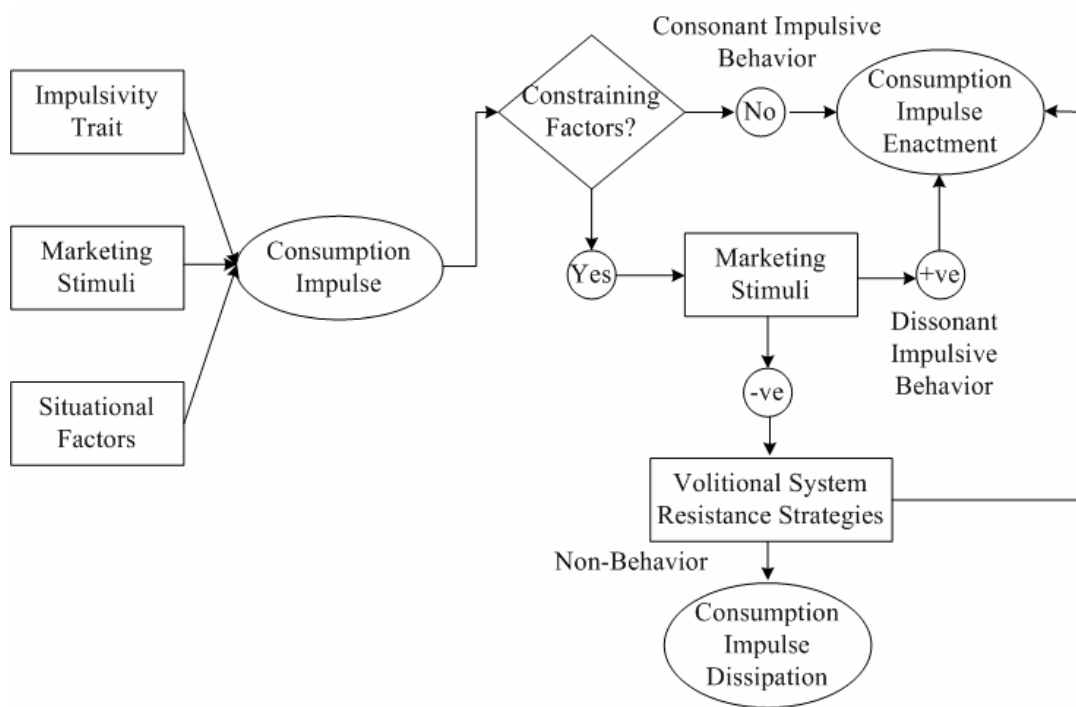 Impulsivity
Trait
Marketing
Stimuli
Situational
Factors
Consumption
Impulse
Constraining
Factors?
Consonant Impulsive
Behavior
No
Consumption
Impulse
Enactment
Yes
Marketing
Stimuli
+ve
Dissonant
Impulsive
Behavior
-ve
Volitional System
Resistance Strategies
Non-Behavior
Consumption
Impulse
Dissipation